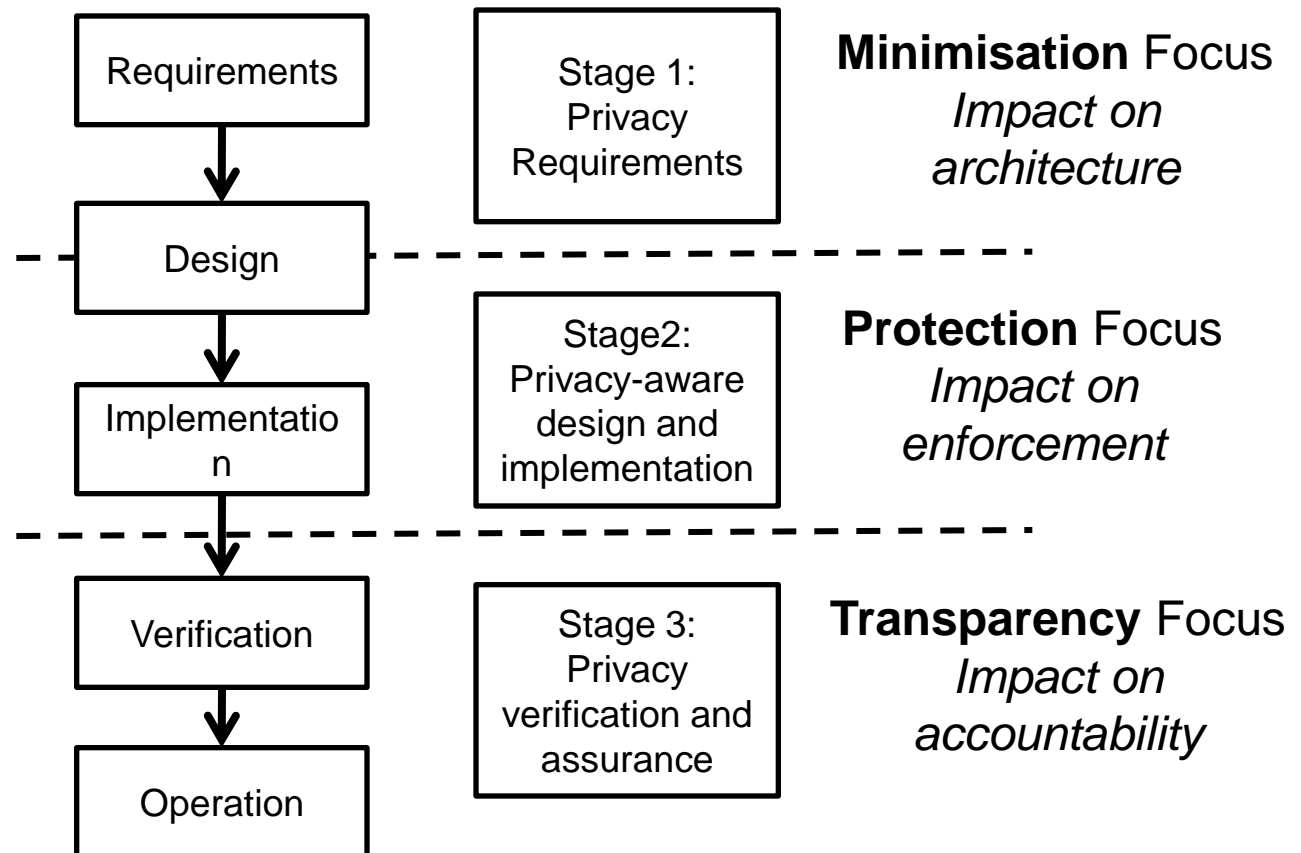 Requirements
Design
Implementatio
n
Verification
Operation
Stage 1:
Privacy
Requirements
Stage2:
Privacy-aware
design and
implementation
Stage 3:
Privacy
verification and
assurance
Minimisation Focus
Impact on
architecture
Protection Focus
Impact on
enforcement
Transparency Focus
Impact on
accountability